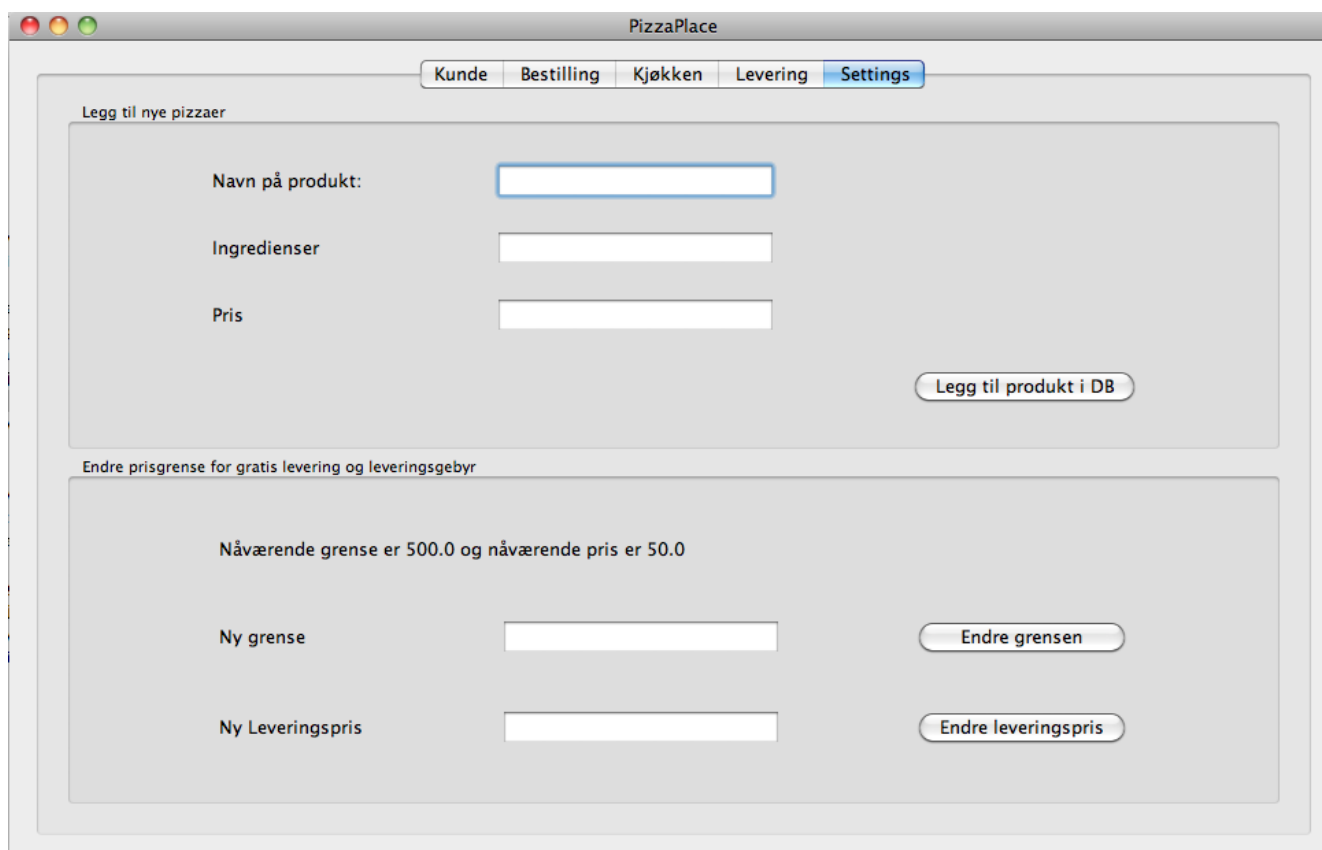 PizzaPlace
Kunde Bestilling Kjøkken Levering Settings
Legg til nye pizzaer
Navn på produkt:
Ingredienser
Pris
Legg til produkt i DB
Endre prisgrense for gratis levering og leveringsgebyr
Nåværende grense er 500.0 og nåværende pris er 50.0
Ny grense Endre grensen
Ny Leveringspris Endre leveringspris